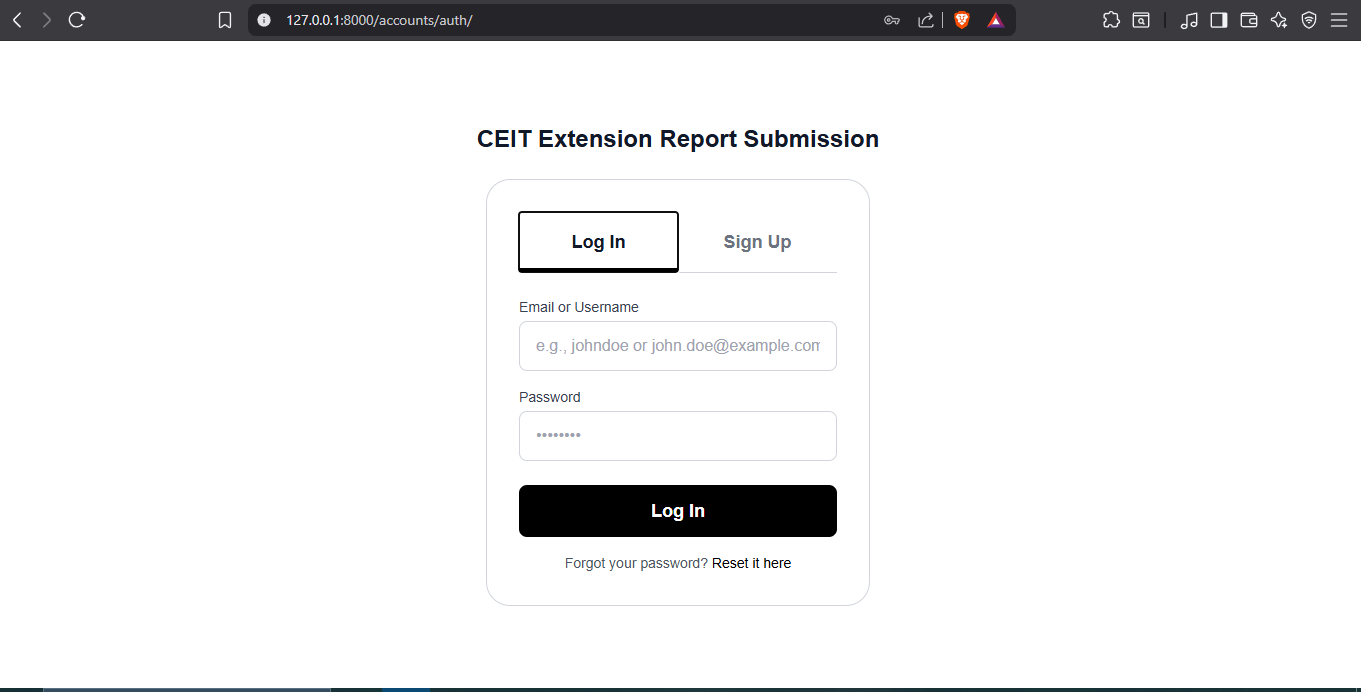 127.0.0.1:8000/accounts/auth/
CEIT Extension Report Submission
Log In
Sign Up
Email or Username
e.g., johndoe or john.doe@example.com
Password
••••••••
Log In
Forgot your password? Reset it here